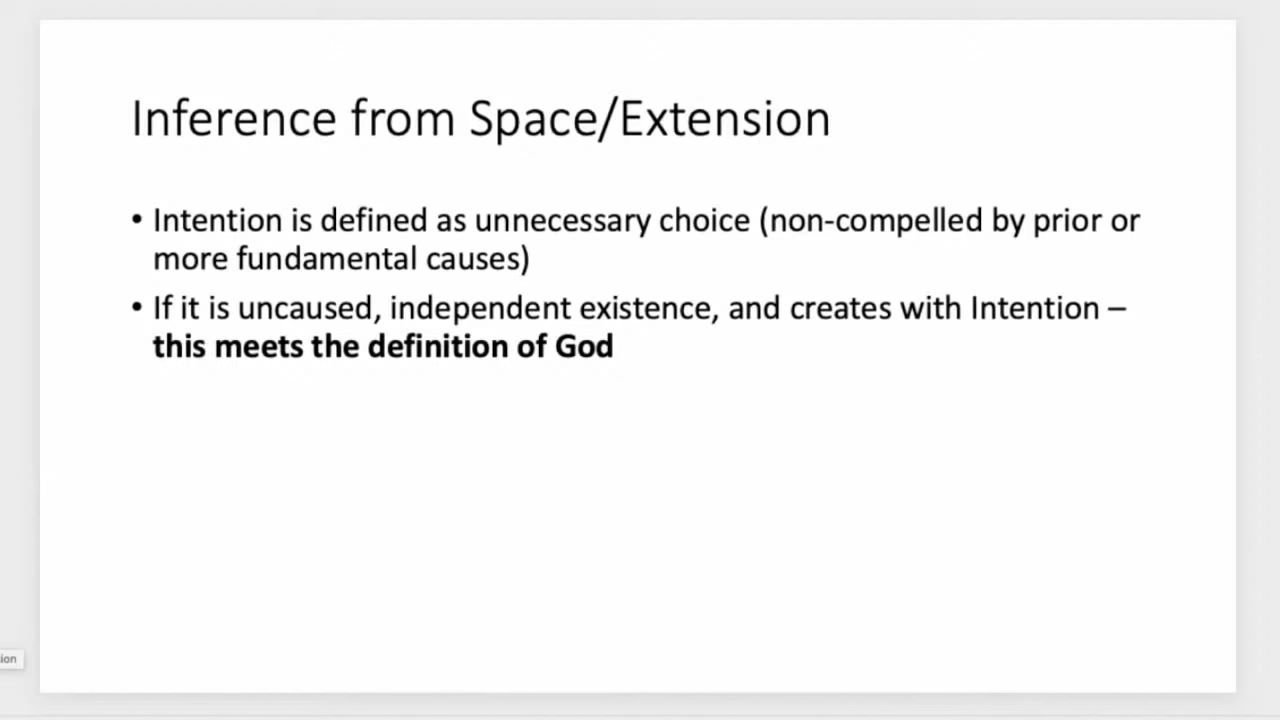 Inference from Space/Extension
• Intention is defined as unnecessary choice (non-compelled by prior or
more fundamental causes)
• If it is uncaused, independent existence, and creates with Intention –
this meets the definition of God
ion